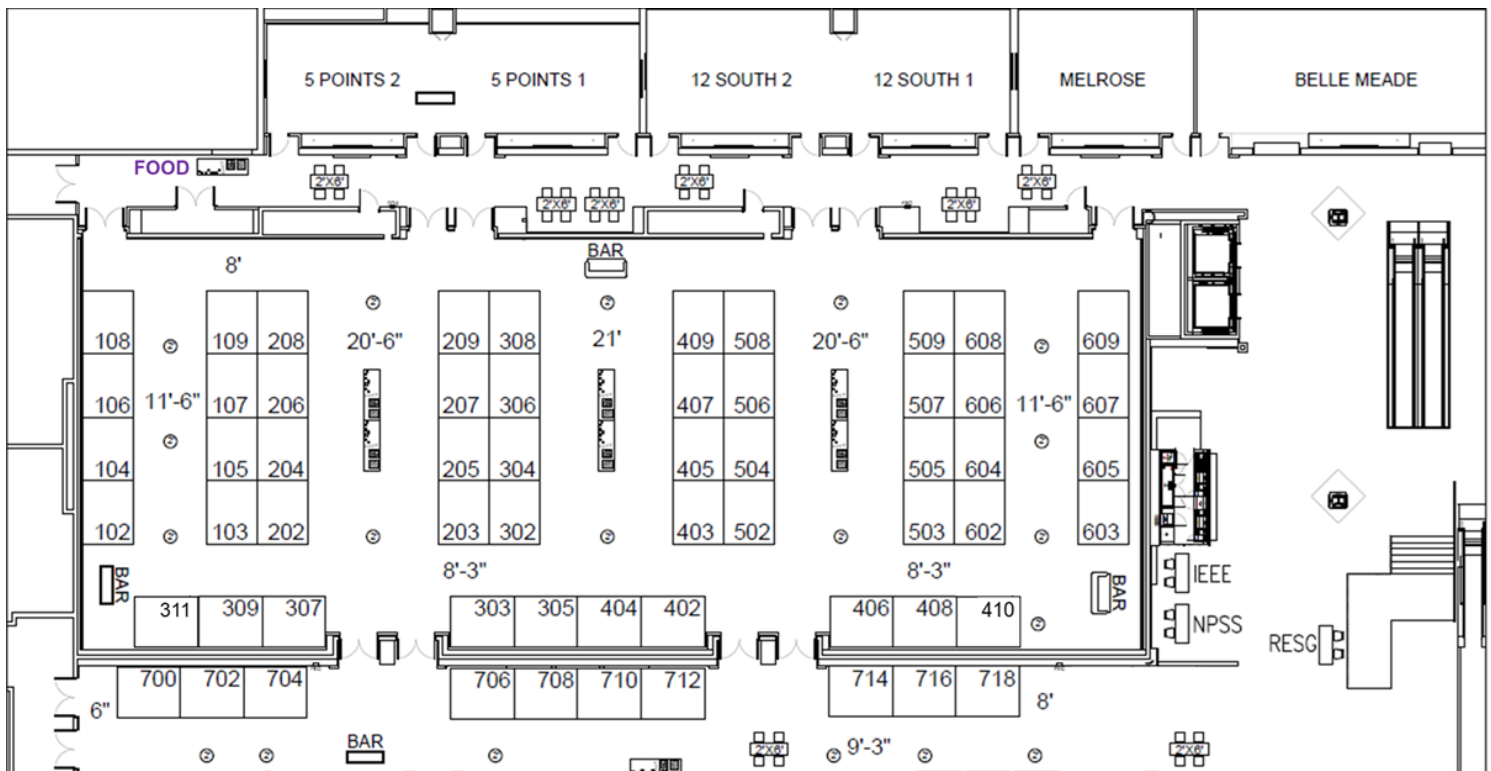 5 POINTS 2 5 POINTS 1 12 SOUTH 2 12 SOUTH 1 MELROSE BELLE MEADE
FOOD
2'X6' 2'X6' 2'X6'
2'X6' 2'X6' 2'X6'
BAR
8'
108 109 208 20'-6" 209 308 21' 409 508 20'-6" 509 608 609
106 11'-6" 107 206 207 306 407 506 507 606 11'-6" 607
104 105 204 205 304 405 504 505 604 605
102 103 202 203 302 403 502 503 602 603
8'-3" 8'-3"
BAR BAR IEEE
311 309 307 303 305 404 402 406 408 410
NPSS
RESG
700 702 704 706 708 710 712 714 716 718
6" 8'
BAR 2'X6' 9'-3" 2'X6'